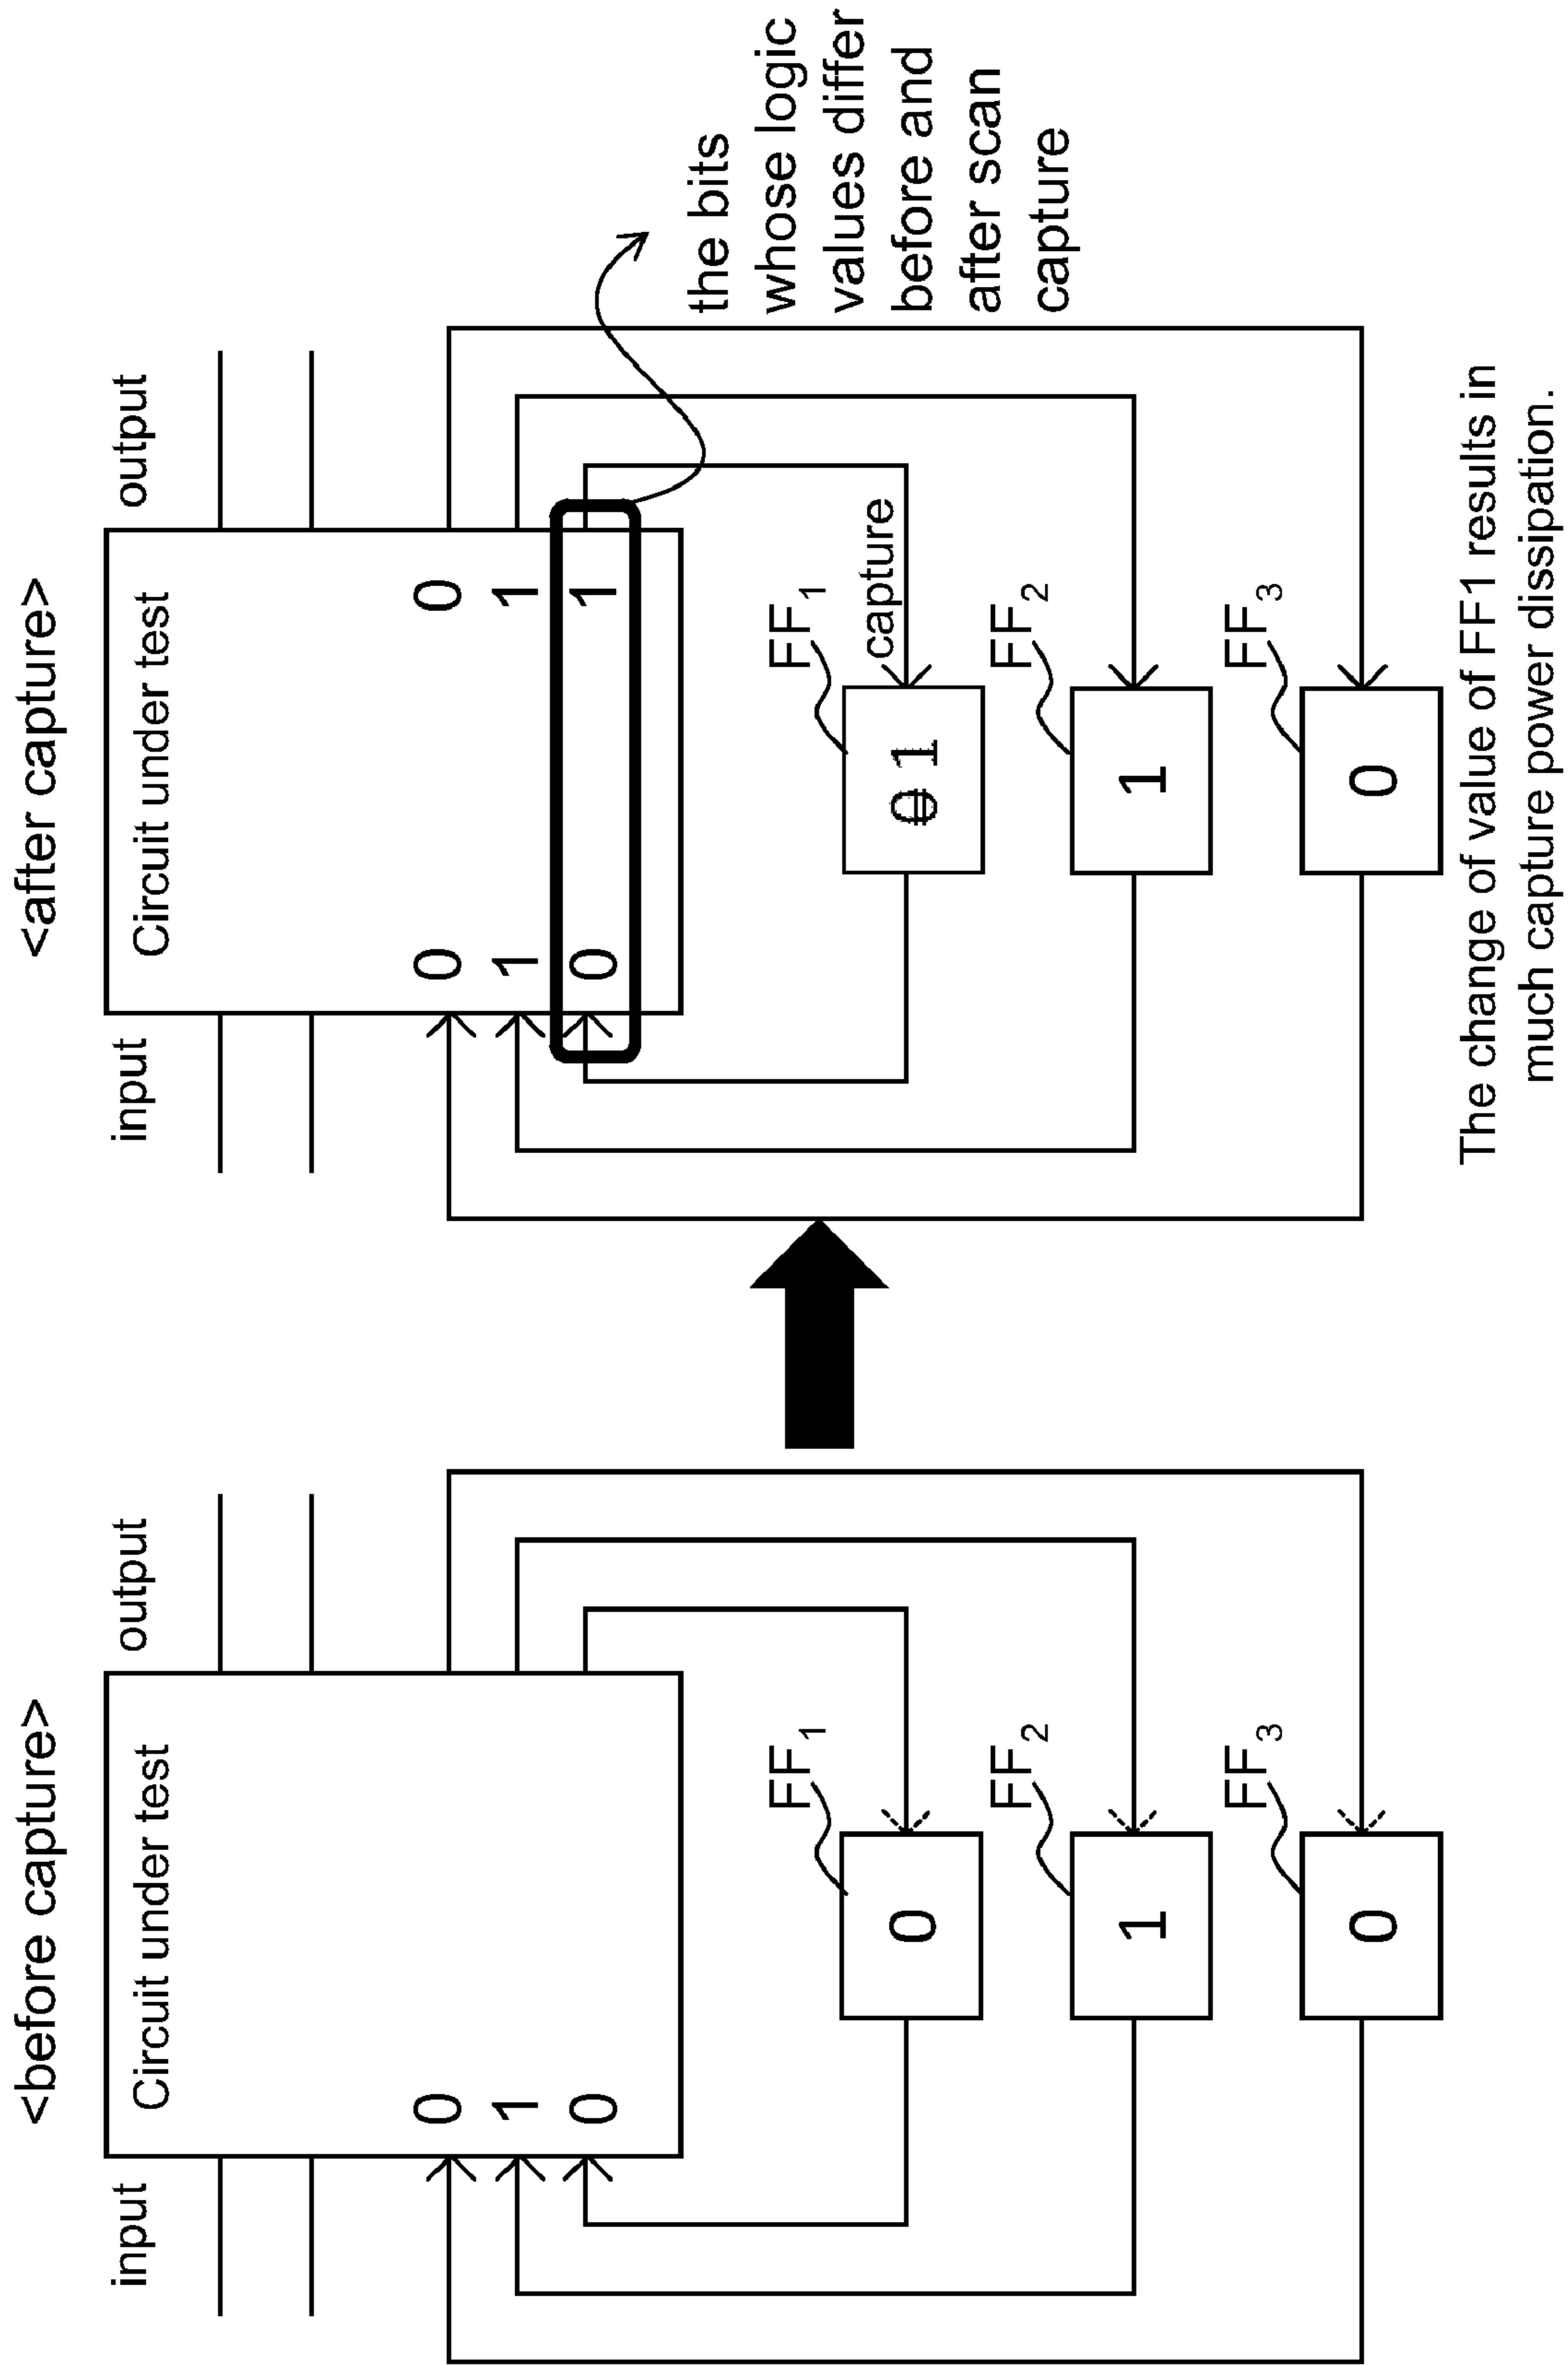 <before capture>
input
output
Circuit under test
0
1
0
FF1
0
FF2
1
FF3
0
<after capture>
input
output
Circuit under test
0 0
1 1
0 1
the bits
whose logic
values differ
before and
after scan
capture
FF1
capture
0 1
FF2
1
FF3
0
The change of value of FF1 results in
much capture power dissipation.